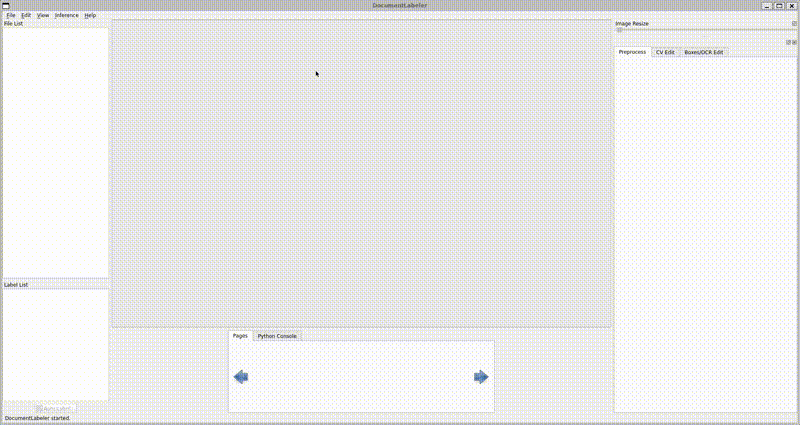 DocumentLabeler
File Edit View Inference Help
File List
Image Resize
Preprocess CV Edit Boxes/OCR Edit
Label List
Pages Python Console
DocumentLabeler started.